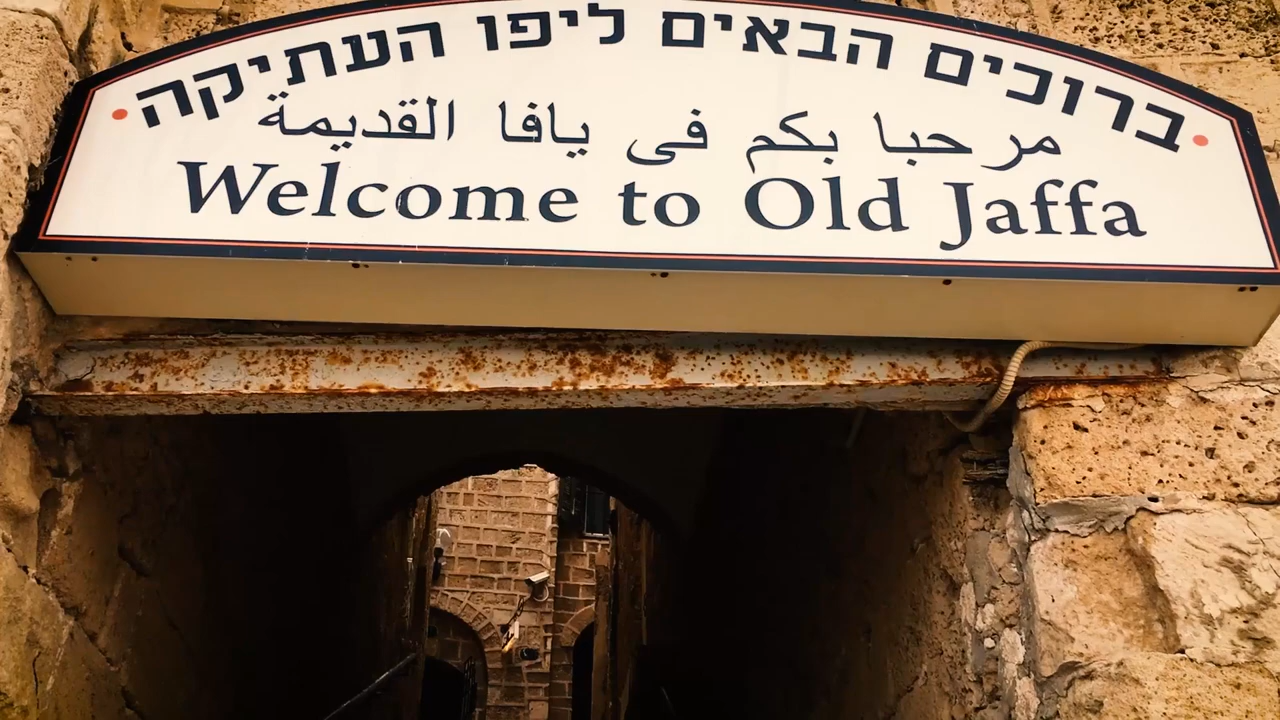 ברוכים הבאים ליפו העתיקה
مرحبا بكم فى يافا القديمة
Welcome to Old Jaffa